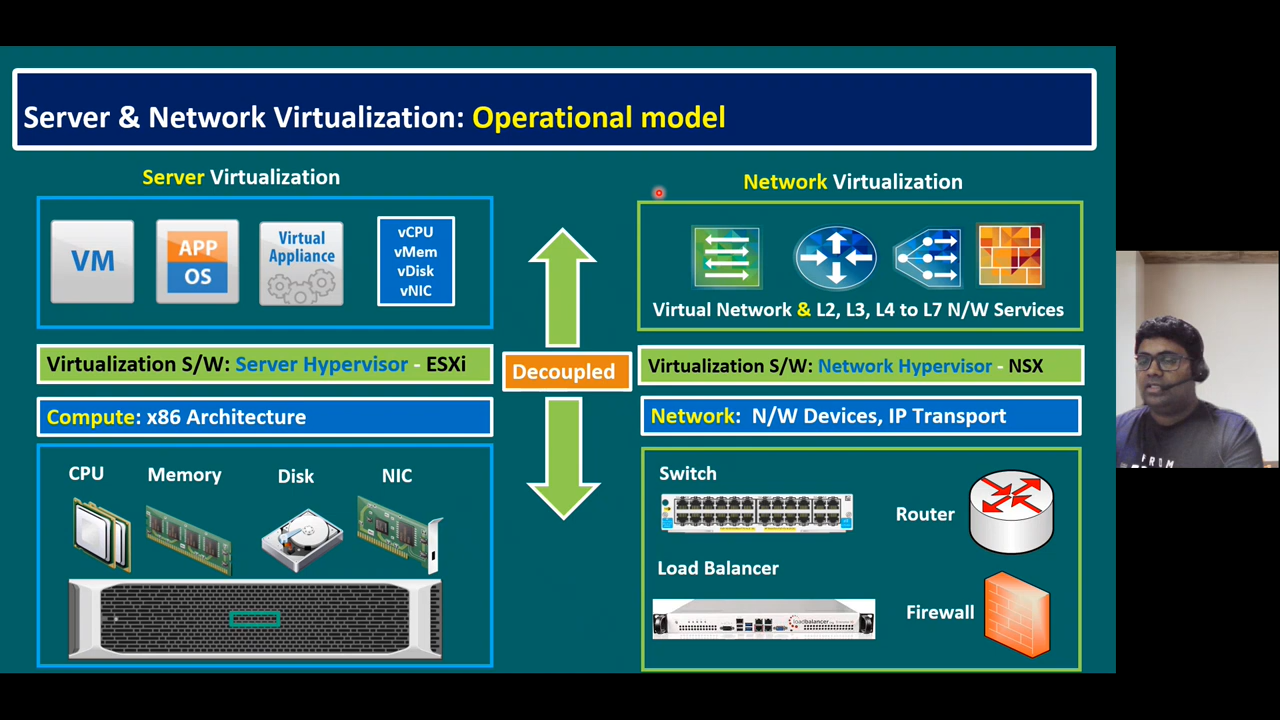 Server & Network Virtualization: Operational model
Server Virtualization
VM
APP
OS
Virtual
Appliance
vCPU
vMem
vDisk
vNIC
Virtualization S/W: Server Hypervisor - ESXi
Compute: x86 Architecture
CPU
Memory
Disk
NIC
Decoupled
Network Virtualization
Virtual Network & L2, L3, L4 to L7 N/W Services
Virtualization S/W: Network Hypervisor - NSX
Network: N/W Devices, IP Transport
Switch
Router
Load Balancer
loadbalancer
Firewall
FROM